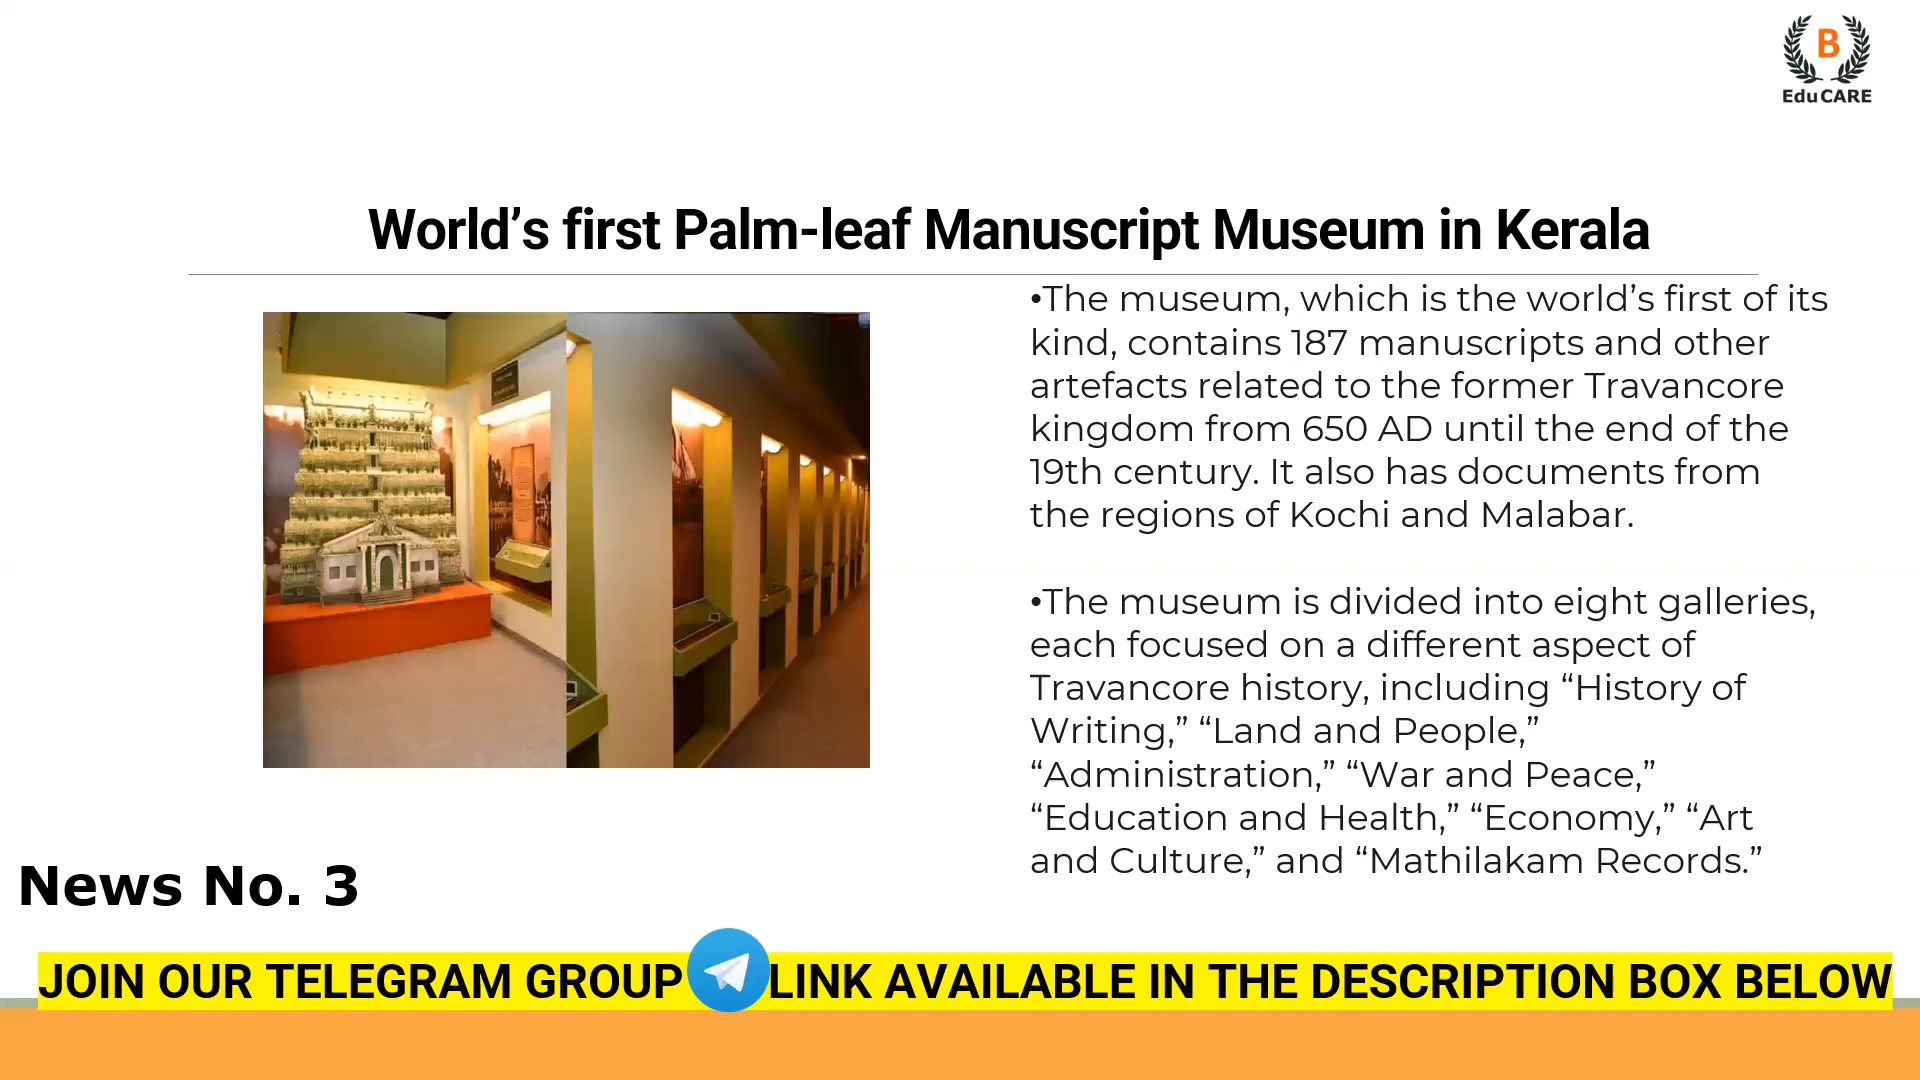 B
EduCARE
World’s first Palm-leaf Manuscript Museum in Kerala
•The museum, which is the world’s first of its
kind, contains 187 manuscripts and other
artefacts related to the former Travancore
kingdom from 650 AD until the end of the
19th century. It also has documents from
the regions of Kochi and Malabar.
•The museum is divided into eight galleries,
each focused on a different aspect of
Travancore history, including “History of
Writing,” “Land and People,”
“Administration,” “War and Peace,”
“Education and Health,” “Economy,” “Art
and Culture,” and “Mathilakam Records.”
News No. 3
JOIN OUR TELEGRAM GROUP LINK AVAILABLE IN THE DESCRIPTION BOX BELOW